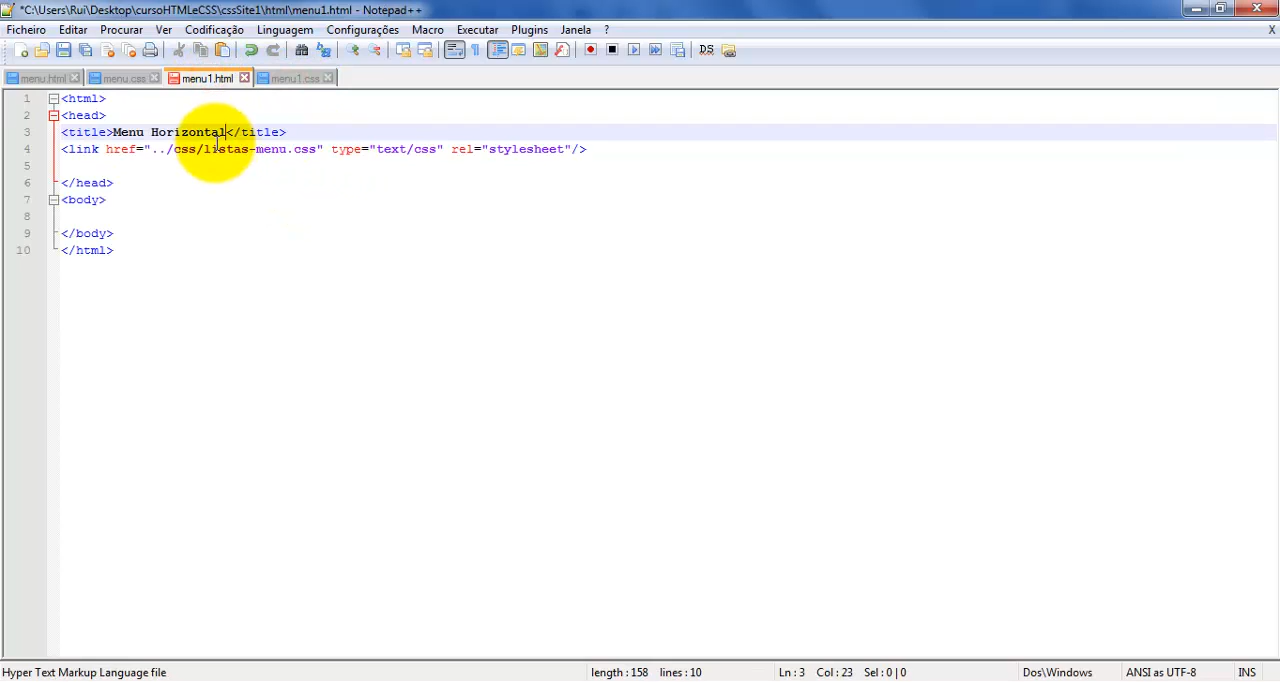 *C:\Users\Rui\Desktop\cursoHTMLeCSS\cssSite1\html\menu1.html - Notepad++
Ficheiro Editar Procurar Ver Codificação Linguagem Configurações Macro Executar Plugins Janela ? X
menu.html menu.css menu1.html menu1.css
1 <html>
2 <head>
3 <title>Menu Horizontal</title>
4 <link href="../css/listas-menu.css" type="text/css" rel="stylesheet"/>
5
6 </head>
7 <body>
8
9 </body>
10 </html>
Hyper Text Markup Language file length : 158 lines : 10 Ln : 3 Col : 23 Sel : 0 | 0 Dos\Windows ANSI as UTF-8 INS